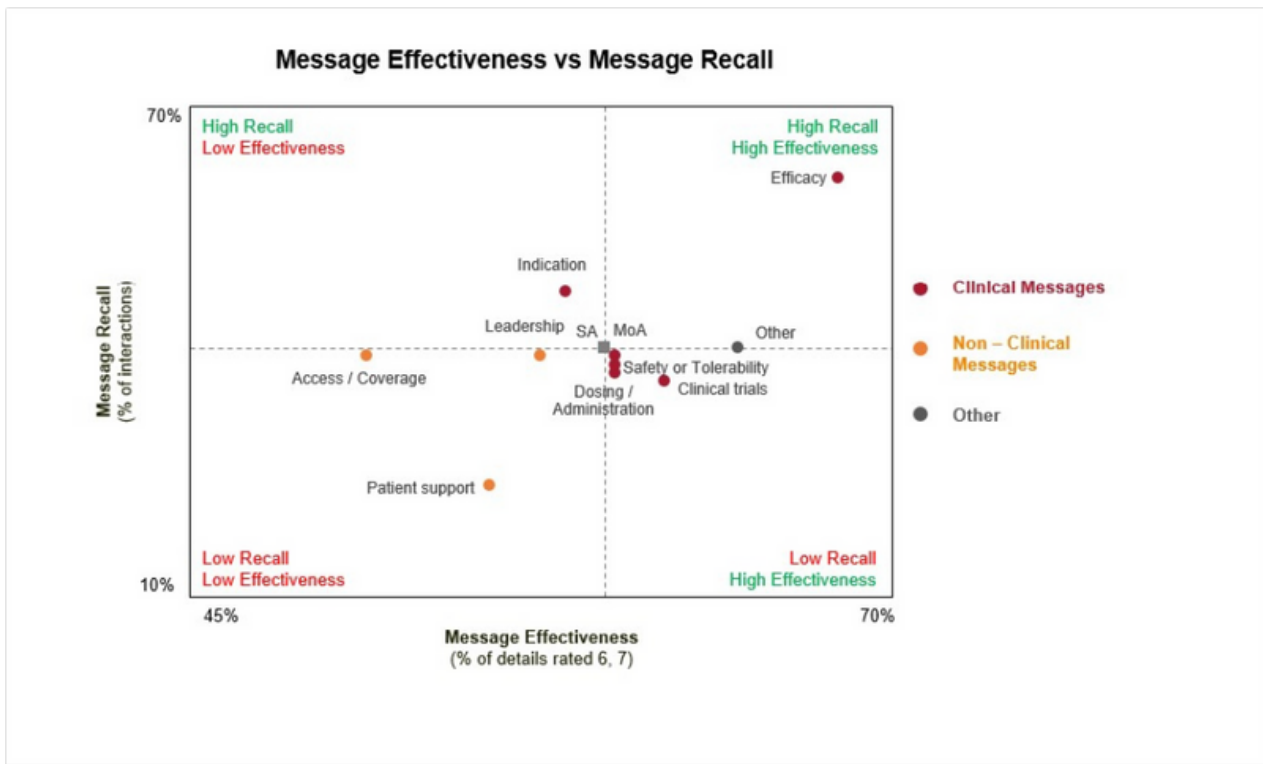 Message Effectiveness vs Message Recall
70%
High Recall
Low Effectiveness
High Recall
High Effectiveness
Efficacy
Indication
Leadership
SA
MoA
Other
Access / Coverage
Safety or Tolerability
Dosing /
Administration
Clinical trials
Patient support
Low Recall
Low Effectiveness
Low Recall
High Effectiveness
10%
45%
70%
Message Recall
(% of interactions)
Message Effectiveness
(% of details rated 6, 7)
Clinical Messages
Non – Clinical
Messages
Other